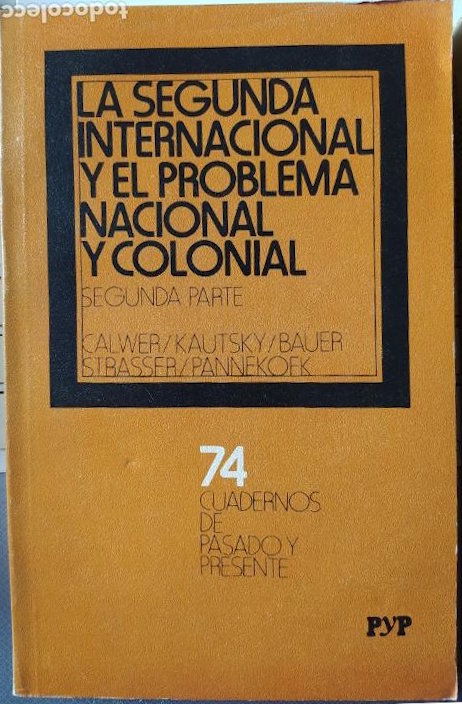 todocolecc
LA SEGUNDA
INTERNACIONAL
Y EL PROBLEMA
NACIONAL
Y COLONIAL
SEGUNDA PARTE
CALWER/KAUTSKY/BAUER
STRASSER/PANNEKOEK
74
CUADERNOS
DE
PASADO Y
PRESENTE
PYP